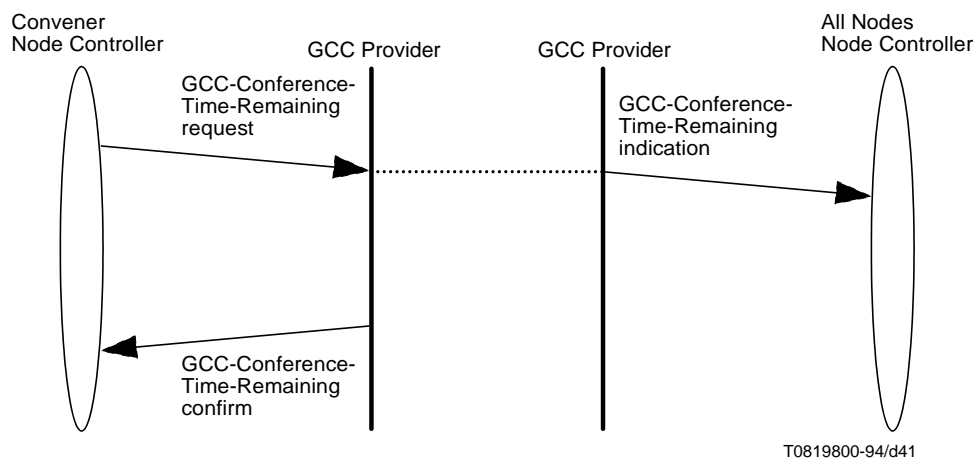 Convener
Node Controller
GCC Provider
GCC Provider
All Nodes
Node Controller
GCC-Conference-
Time-Remaining
request
GCC-Conference-
Time-Remaining
indication
GCC-Conference-
Time-Remaining
confirm
T0819800-94/d41